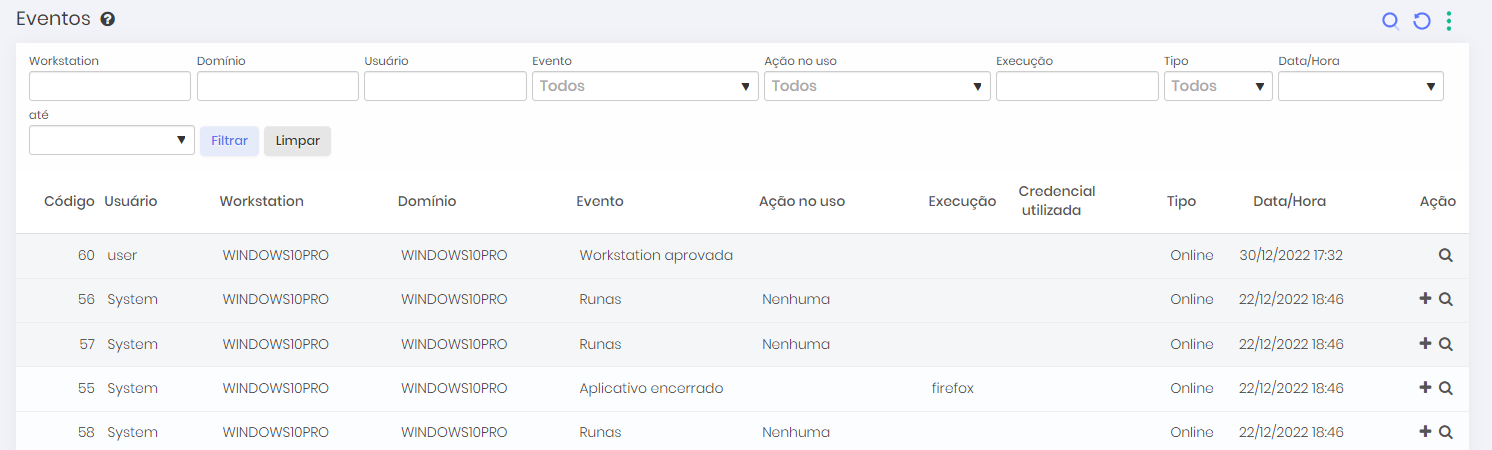 Eventos
Workstation Domínio Usuário Evento Ação no uso Execução Tipo Data/Hora
Todos Todos Todos
até
Filtrar Limpar
Código Usuário Workstation Domínio Evento Ação no uso Execução Credencial utilizada Tipo Data/Hora Ação
60 user WINDOWS10PRO WINDOWS10PRO Workstation aprovada Online 30/12/2022 17:32
56 System WINDOWS10PRO WINDOWS10PRO Runas Nenhuma Online 22/12/2022 18:46
57 System WINDOWS10PRO WINDOWS10PRO Runas Nenhuma Online 22/12/2022 18:46
55 System WINDOWS10PRO WINDOWS10PRO Aplicativo encerrado firefox Online 22/12/2022 18:46
58 System WINDOWS10PRO WINDOWS10PRO Runas Nenhuma Online 22/12/2022 18:46